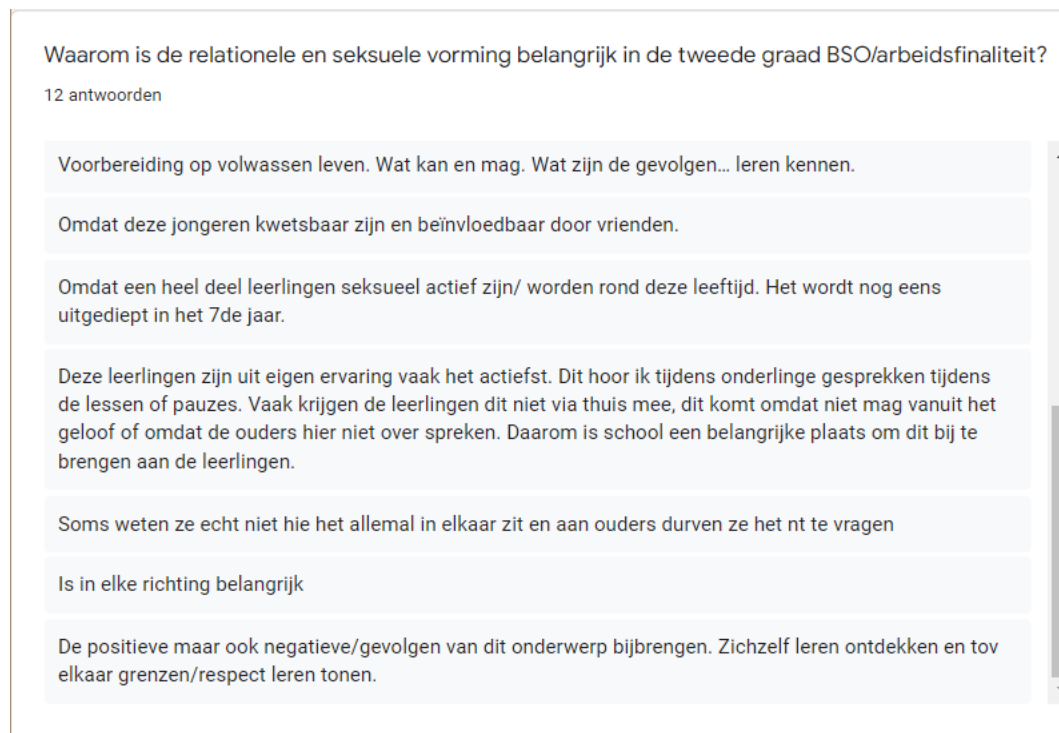 Waarom is de relationele en seksuele vorming belangrijk in de tweede graad BSO/arbeidsfinaliteit?
12 antwoorden
Voorbereiding op volwassen leven. Wat kan en mag. Wat zijn de gevolgen... leren kennen.
Omdat deze jongeren kwetsbaar zijn en beïnvloedbaar door vrienden.
Omdat een heel deel leerlingen seksueel actief zijn/ worden rond deze leeftijd. Het wordt nog eens
uitgediept in het 7de jaar.
Deze leerlingen zijn uit eigen ervaring vaak het actiefst. Dit hoor ik tijdens onderlinge gesprekken tijdens
de lessen of pauzes. Vaak krijgen de leerlingen dit niet via thuis mee, dit komt omdat niet mag vanuit het
geloof of omdat de ouders hier niet over spreken. Daarom is school een belangrijke plaats om dit bij te
brengen aan de leerlingen.
Soms weten ze echt niet hie het allemal in elkaar zit en aan ouders durven ze het nt te vragen
Is in elke richting belangrijk
De positieve maar ook negatieve/gevolgen van dit onderwerp bijbrengen. Zichzelf leren ontdekken en tov
elkaar grenzen/respect leren tonen.